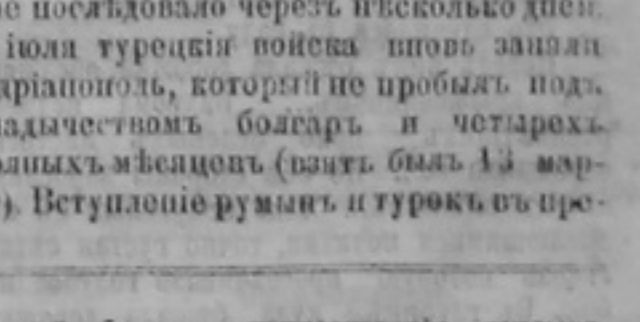 послѣдовало черезъ нѣсколько дней.
іюля турецкія войска вновь заняли
дріанополь, который не пробылъ подъ
адычествомъ болгаръ и четырехъ
олныхъ мѣсяцевъ (взятъ былъ 13 мар-
). Вступленіе румынъ и турокъ въ пре-